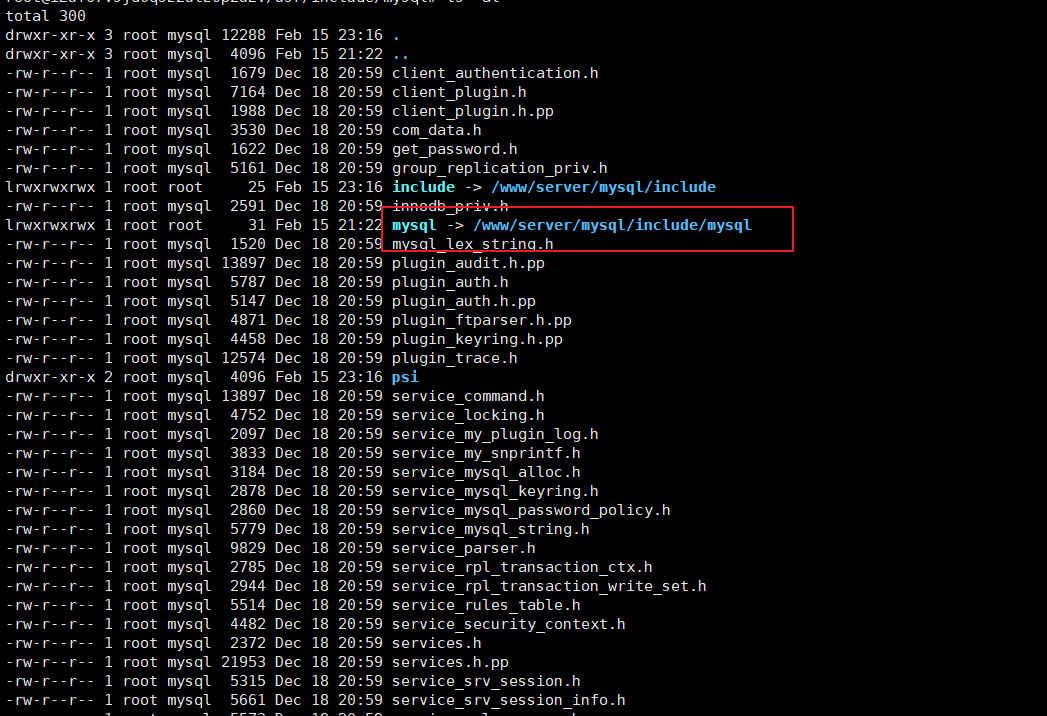 total 300
drwxr-xr-x 3 root mysql 12288 Feb 15 23:16 .
drwxr-xr-x 3 root mysql  4096 Feb 15 21:22 ..
-rw-r--r-- 1 root mysql  1679 Dec 18 20:59 client_authentication.h
-rw-r--r-- 1 root mysql  7164 Dec 18 20:59 client_plugin.h
-rw-r--r-- 1 root mysql  1988 Dec 18 20:59 client_plugin.h.pp
-rw-r--r-- 1 root mysql  3530 Dec 18 20:59 com_data.h
-rw-r--r-- 1 root mysql  1622 Dec 18 20:59 get_password.h
-rw-r--r-- 1 root mysql  5161 Dec 18 20:59 group_replication_priv.h
lrwxrwxrwx 1 root root     25 Feb 15 23:16 include -> /www/server/mysql/include
-rw-r--r-- 1 root mysql  2591 Dec 18 20:59 innodb_priv.h
lrwxrwxrwx 1 root root     31 Feb 15 21:22 mysql -> /www/server/mysql/include/mysql
-rw-r--r-- 1 root mysql  1520 Dec 18 20:59 mysql_lex_string.h
-rw-r--r-- 1 root mysql 13897 Dec 18 20:59 plugin_audit.h.pp
-rw-r--r-- 1 root mysql  5787 Dec 18 20:59 plugin_auth.h
-rw-r--r-- 1 root mysql  5147 Dec 18 20:59 plugin_auth.h.pp
-rw-r--r-- 1 root mysql  4871 Dec 18 20:59 plugin_ftparser.h.pp
-rw-r--r-- 1 root mysql  4458 Dec 18 20:59 plugin_keyring.h.pp
-rw-r--r-- 1 root mysql 12574 Dec 18 20:59 plugin_trace.h
drwxr-xr-x 2 root mysql  4096 Feb 15 23:16 psi
-rw-r--r-- 1 root mysql 13897 Dec 18 20:59 service_command.h
-rw-r--r-- 1 root mysql  4752 Dec 18 20:59 service_locking.h
-rw-r--r-- 1 root mysql  2097 Dec 18 20:59 service_my_plugin_log.h
-rw-r--r-- 1 root mysql  3833 Dec 18 20:59 service_my_snprintf.h
-rw-r--r-- 1 root mysql  3184 Dec 18 20:59 service_mysql_alloc.h
-rw-r--r-- 1 root mysql  2878 Dec 18 20:59 service_mysql_keyring.h
-rw-r--r-- 1 root mysql  2860 Dec 18 20:59 service_mysql_password_policy.h
-rw-r--r-- 1 root mysql  5779 Dec 18 20:59 service_mysql_string.h
-rw-r--r-- 1 root mysql  9829 Dec 18 20:59 service_parser.h
-rw-r--r-- 1 root mysql  2785 Dec 18 20:59 service_rpl_transaction_ctx.h
-rw-r--r-- 1 root mysql  2944 Dec 18 20:59 service_rpl_transaction_write_set.h
-rw-r--r-- 1 root mysql  5514 Dec 18 20:59 service_rules_table.h
-rw-r--r-- 1 root mysql  4482 Dec 18 20:59 service_security_context.h
-rw-r--r-- 1 root mysql  2372 Dec 18 20:59 services.h
-rw-r--r-- 1 root mysql 21953 Dec 18 20:59 services.h.pp
-rw-r--r-- 1 root mysql  5315 Dec 18 20:59 service_srv_session.h
-rw-r--r-- 1 root mysql  5661 Dec 18 20:59 service_srv_session_info.h